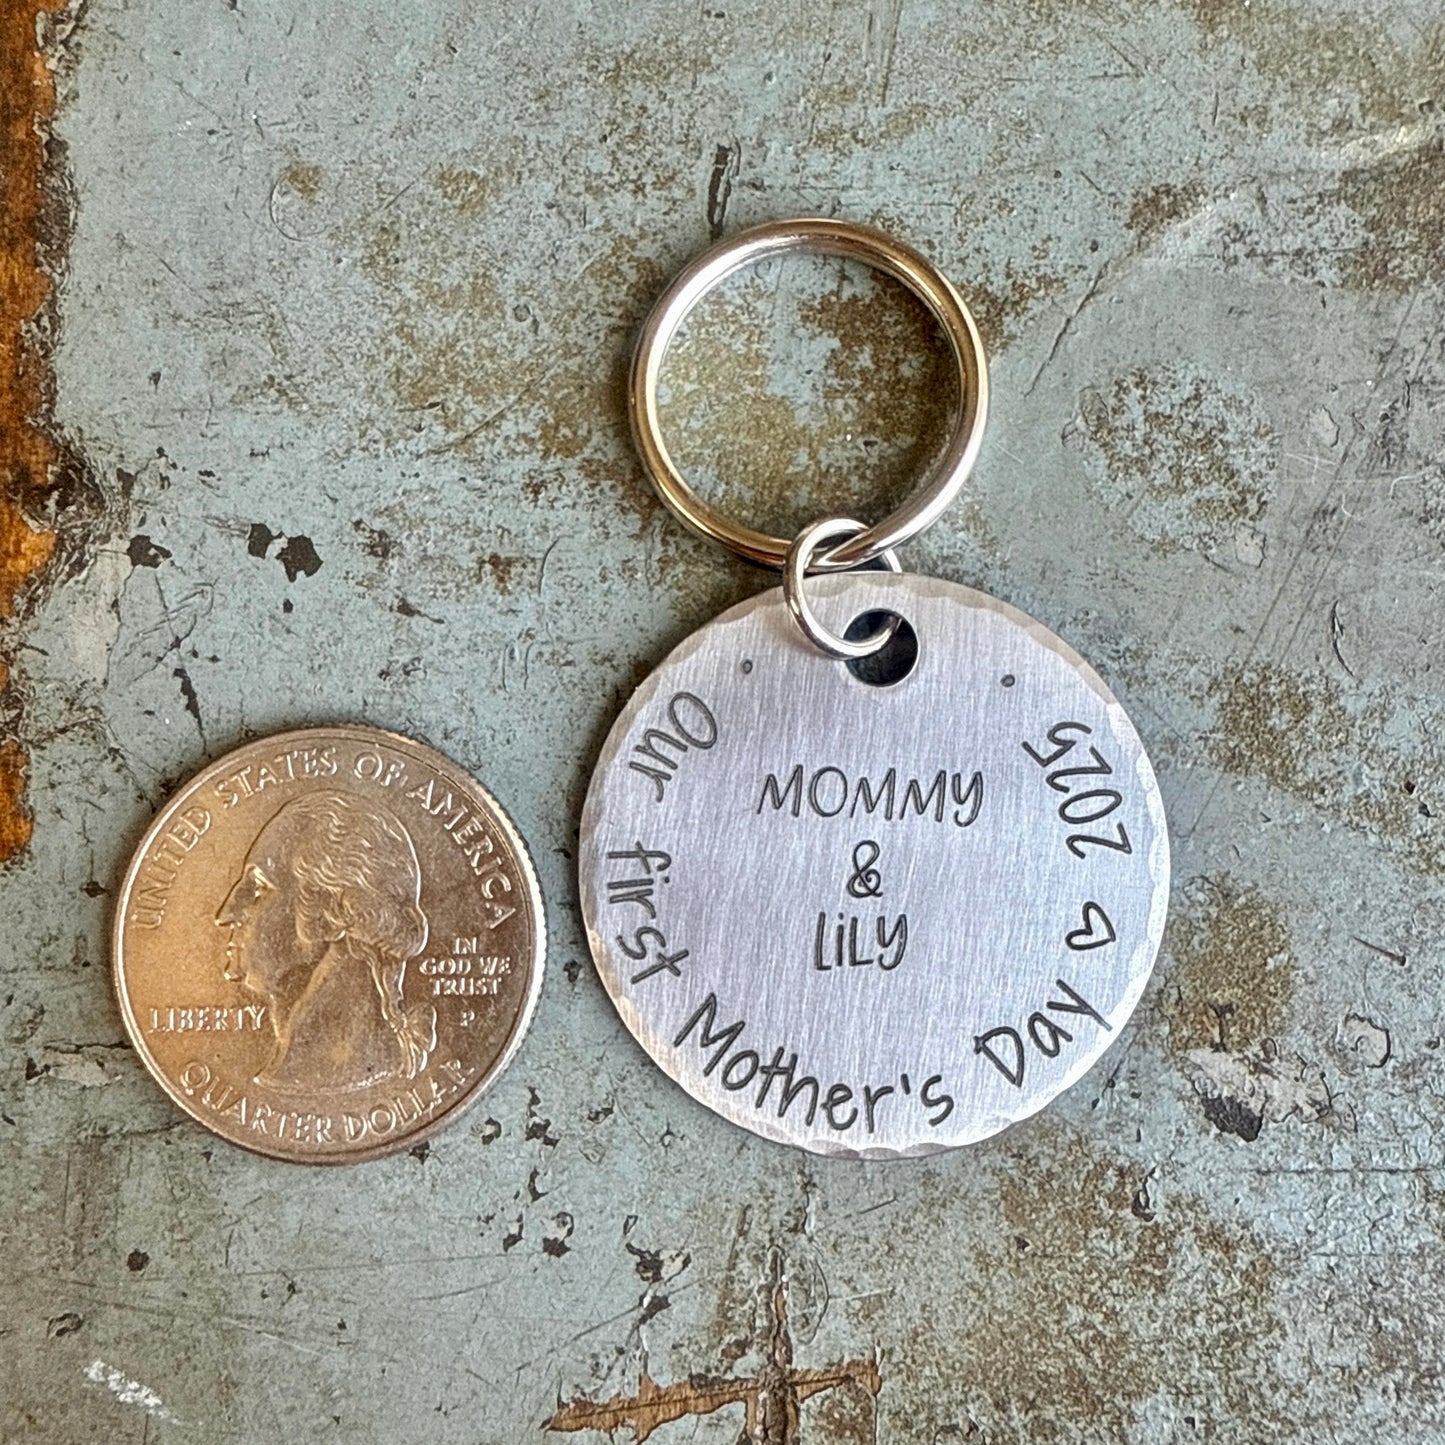 UNITED STATES OF AMERICA
IN
GOD WE
TRUST
LIBERTY
P
QUARTER DOLLAR
MOMMY
&
LiLY
Our first Mother's Day ♡ 2025